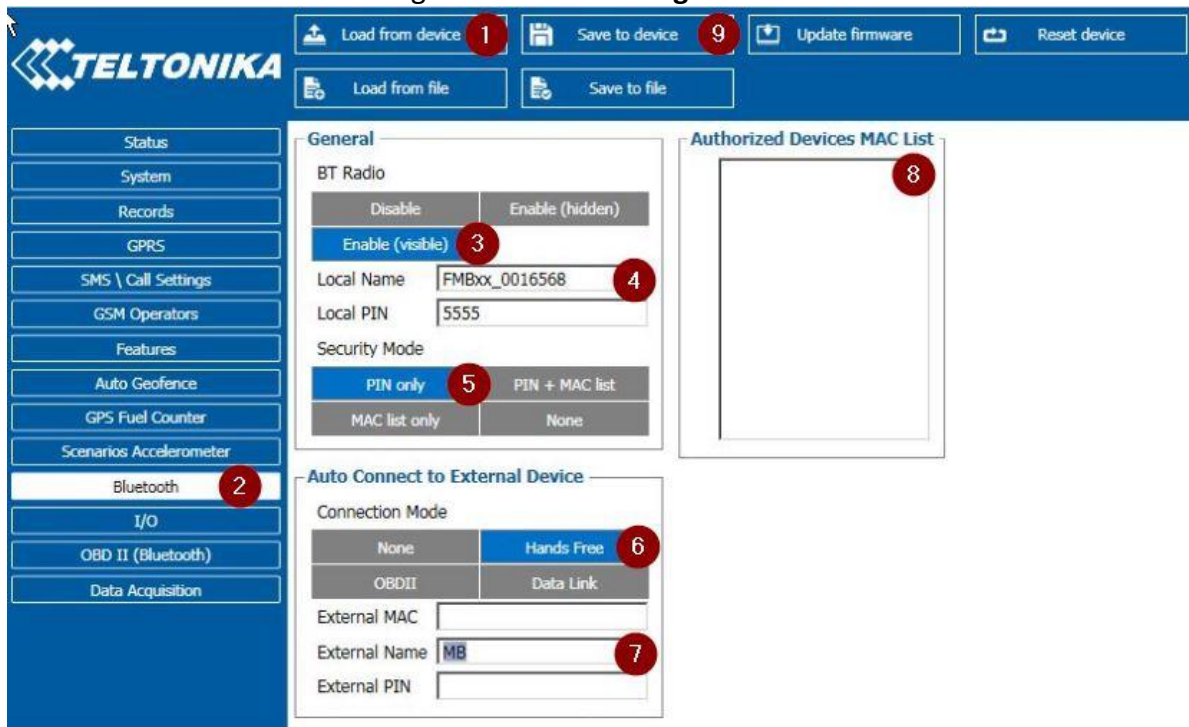 Load from device 1
Save to device 9
Update firmware
Reset device
TELTONIKA
Load from file
Save to file
Status
System
Records
GPRS
SMS \ Call Settings
GSM Operators
Features
Auto Geofence
GPS Fuel Counter
Scenarios Accelerometer
Bluetooth 2
I/O
OBD II (Bluetooth)
Data Acquisition
General
BT Radio
Disable Enable (hidden)
Enable (visible) 3
Local Name FMBxx_0016568 4
Local PIN 5555
Security Mode
PIN only 5 PIN + MAC list
MAC list only None
Auto Connect to External Device
Connection Mode
None Hands Free 6
OBDII Data Link
External MAC
External Name MB 7
External PIN
Authorized Devices MAC List
8